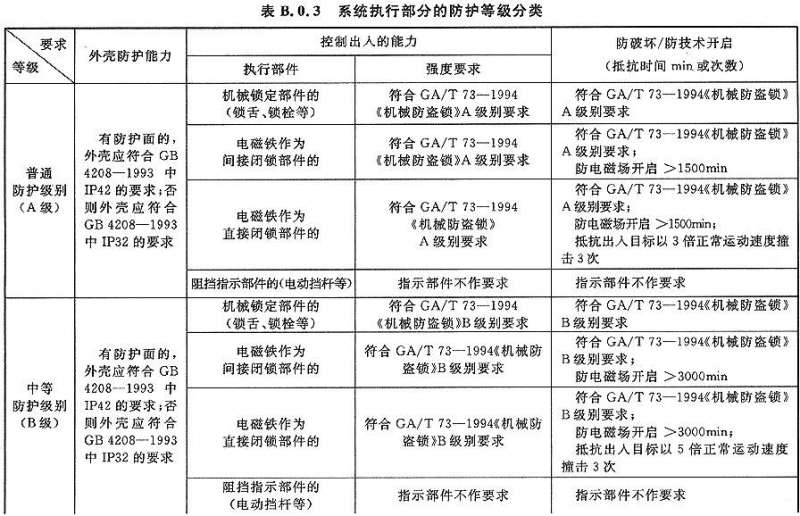 表 B.0.3 系统执行部分的防护等级分类
要求
等级
外壳防护能力
控制出入的能力
执行部件
强度要求
防破坏/防技术开启
(抵抗时间 min 或次数)
普通
防护级别
(A 级)
有防护面的,
外壳应符合 GB
4208—1993 中
IP42 的要求;否
则外壳应符合
GB 4208—1993
中 IP32 的要求
机械锁定部件的
(锁舌、锁栓等)
符合 GA/T 73—1994
《机械防盗锁》A 级别要求
符合 GA/T 73—1994《机械防盗锁》
A 级别要求
电磁铁作为
间接闭锁部件的
符合 GA/T 73—1994
《机械防盗锁》A 级别要求
符合 GA/T 73—1994《机械防盗锁》
A 级别要求;
防电磁场开启 >1500min
电磁铁作为
直接闭锁部件的
符合 GA/T 73—1994
《机械防盗锁》
A 级别要求
符合 GA/T 73—1994《机械防盗锁》
A 级别要求;
防电磁场开启 >1500min;
抵抗出入目标以 3 倍正常运动速度撞
击 3 次
阻挡指示部件的(电动挡杆等)
指示部件不作要求
指示部件不作要求
中等
防护级别
(B 级)
有防护面的,
外壳应符合 GB
4208—1993 中
IP42 的要求;否
则外壳应符合
GB 4208—1993
中 IP32 的要求
机械锁定部件的
(锁舌、锁栓等)
符合 GA/T 73—1994
《机械防盗锁》B 级别要求
符合 GA/T 73—1994《机械防盗锁》
B 级别要求
电磁铁作为
间接闭锁部件的
符合 GA/T 73—1994《机械防
盗锁》B 级别要求
符合 GA/T 73—1994《机械防盗锁》
B 级别要求;
防电磁场开启 >3000min
电磁铁作为
直接闭锁部件的
符合 GA/T 73—1994《机械防
盗锁》B 级别要求
符合 GA/T 73—1994《机械防盗锁》
B 级别要求;
防电磁场开启 >3000min;
抵抗出入目标以 5 倍正常运动速度
撞击 3 次
阻挡指示部件的
(电动挡杆等)
指示部件不作要求
指示部件不作要求